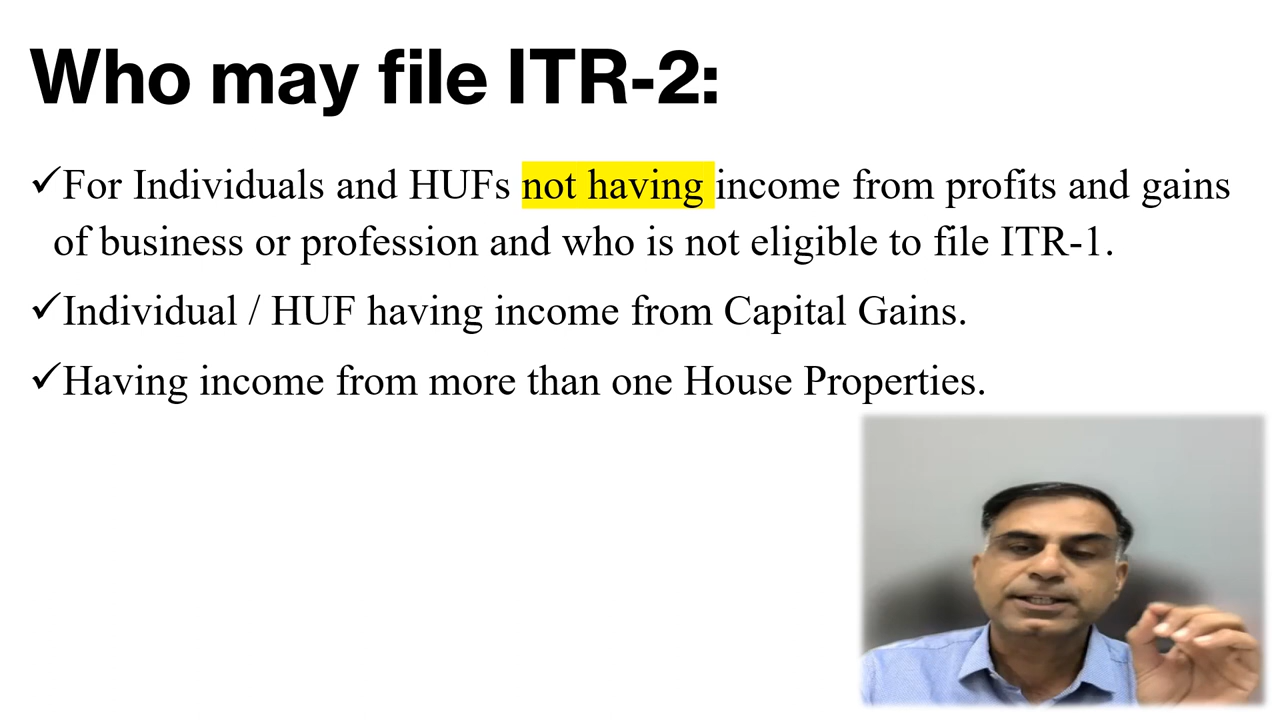 Who may file ITR-2:
✓For Individuals and HUFs not having income from profits and gains
of business or profession and who is not eligible to file ITR-1.
✓Individual / HUF having income from Capital Gains.
✓Having income from more than one House Properties.